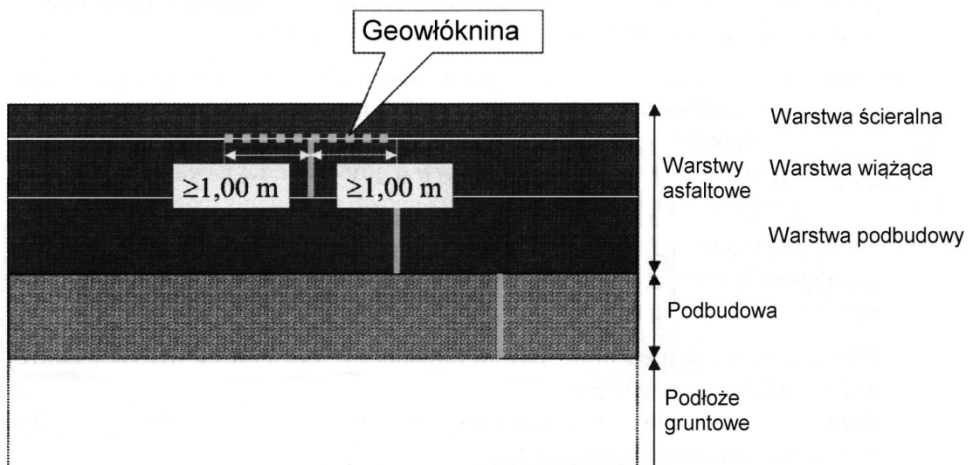 Geowłóknina
≥1,00 m
≥1,00 m
Warstwy
asfaltowe
Warstwa ścieralna
Warstwa wiążąca
Warstwa podbudowy
Podbudowa
Podłoże
gruntowe